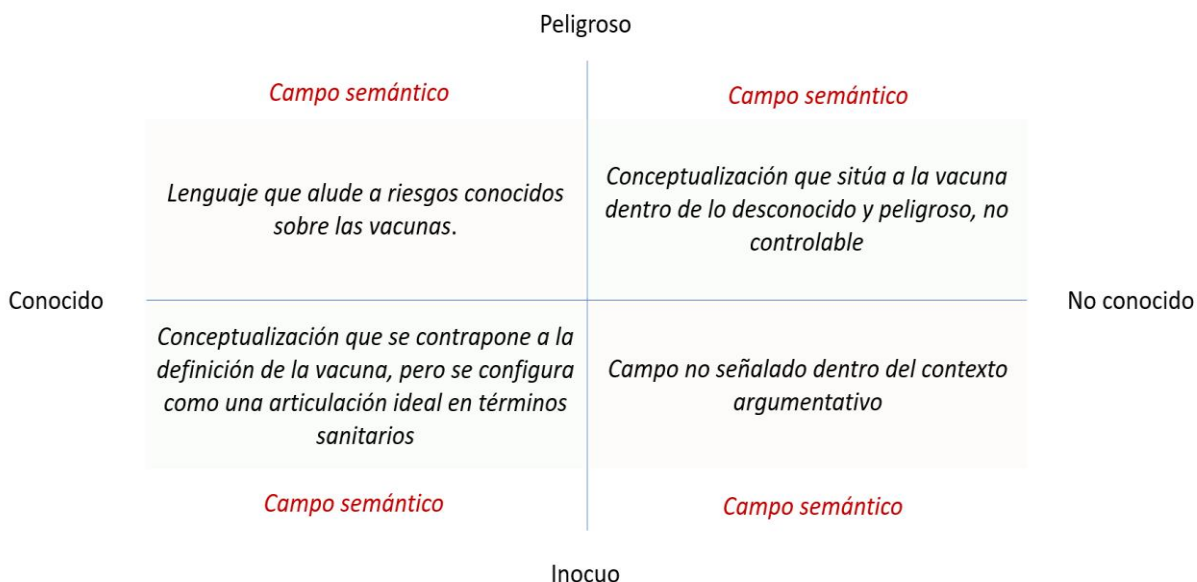 Peligroso
Campo semántico
Campo semántico
Lenguaje que alude a riesgos conocidos
sobre las vacunas.
Conceptualización que sitúa a la vacuna
dentro de lo desconocido y peligroso, no
controlable
Conocido
No conocido
Conceptualización que se contrapone a la
definición de la vacuna, pero se configura
como una articulación ideal en términos
sanitarios
Campo no señalado dentro del contexto
argumentativo
Campo semántico
Campo semántico
Inocuo